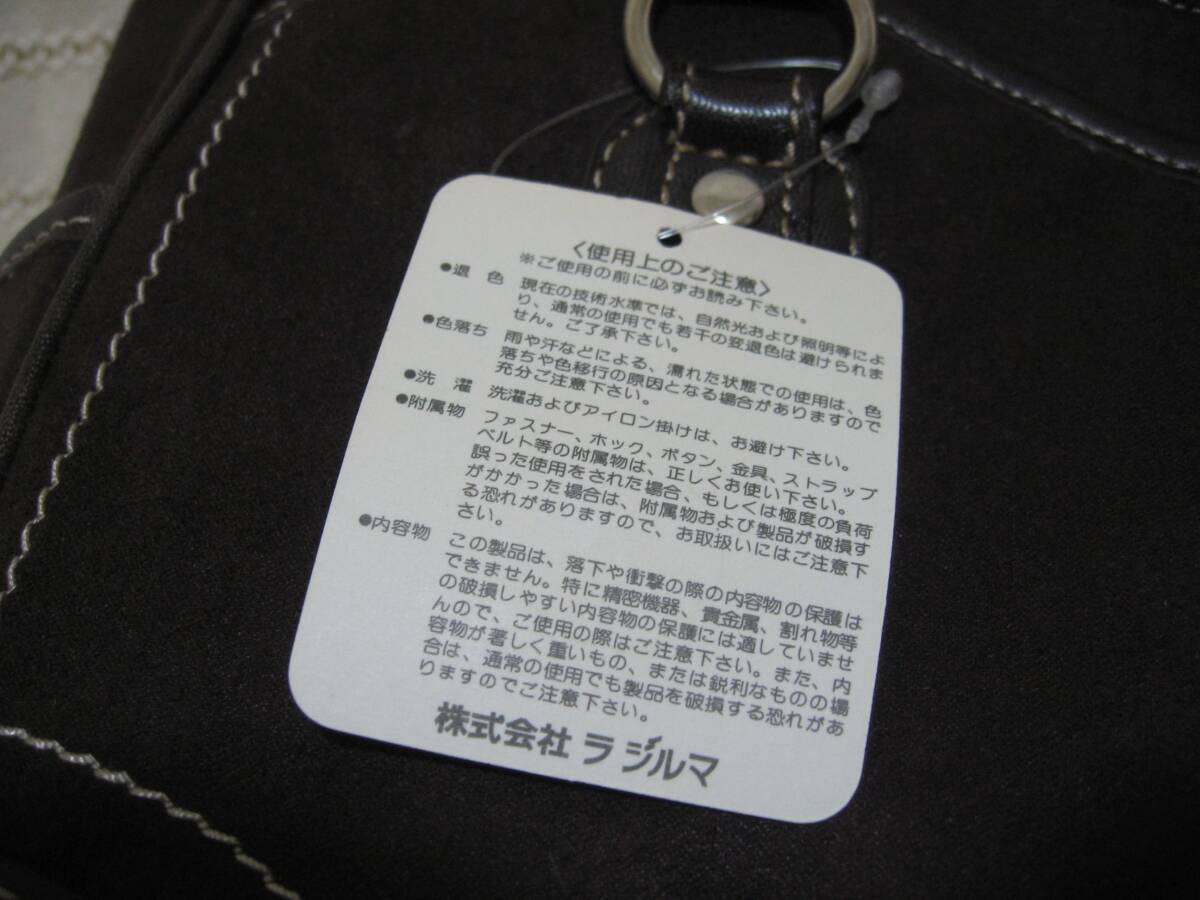 〈使用上のご注意〉
※ご使用の前に必ずお読み下さい。
●退　色　現在の技術水準では、自然光および照明等によ
り、通常の使用でも若干の変退色は避けられま
せん。ご了承下さい。
●色落ち　雨や汗などによる、濡れた状態での使用は、色
落ちや色移行の原因となる場合がありますので
充分ご注意下さい。
●洗　濯　洗濯およびアイロン掛けは、お避け下さい。
●附属物　ファスナー、ホック、ボタン、金具、ストラップ
ベルト等の附属物は、正しくお使い下さい。
誤った使用をされた場合、もしくは極度の負荷
がかかった場合は、附属物および製品が破損す
る恐れがありますので、お取扱いにはご注意下
さい。
●内容物　この製品は、落下や衝撃の際の内容物の保護は
できません。特に精密機器、貴金属、割れ物等
の破損しやすい内容物の保護には適していませ
んので、ご使用の際はご注意下さい。また、内
容物が著しく重いもの、または鋭利なものの場
合は、通常の使用でも製品を破損する恐れがあ
りますのでご注意下さい。
株式会社 ラジルマ